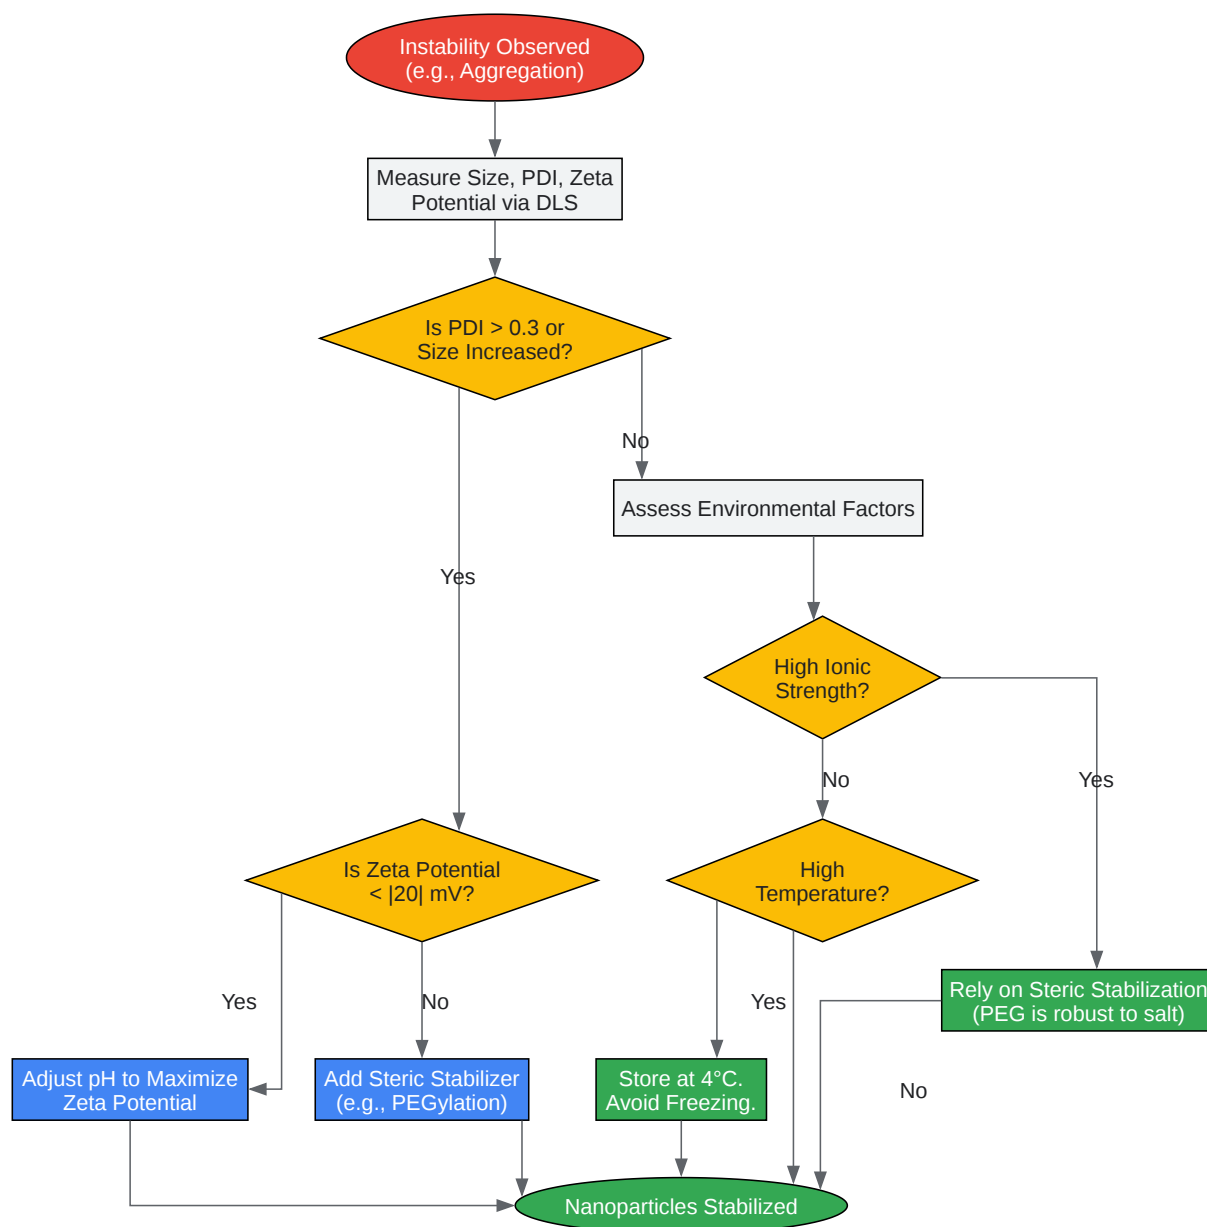 Instability Observed
(e.g., Aggregation)
Measure Size, PDI, Zeta
Potential via DLS
Is PDI > 0.3 or
Size Increased?
No
Assess Environmental Factors
Yes
High Ionic
Strength?
No
Yes
Is Zeta Potential
< |20| mV?
High
Temperature?
Yes
No
Yes
Rely on Steric Stabilization
(PEG is robust to salt)
Adjust pH to Maximize
Zeta Potential
Add Steric Stabilizer
(e.g., PEGylation)
Store at 4°C.
Avoid Freezing.
No
Nanoparticles Stabilized